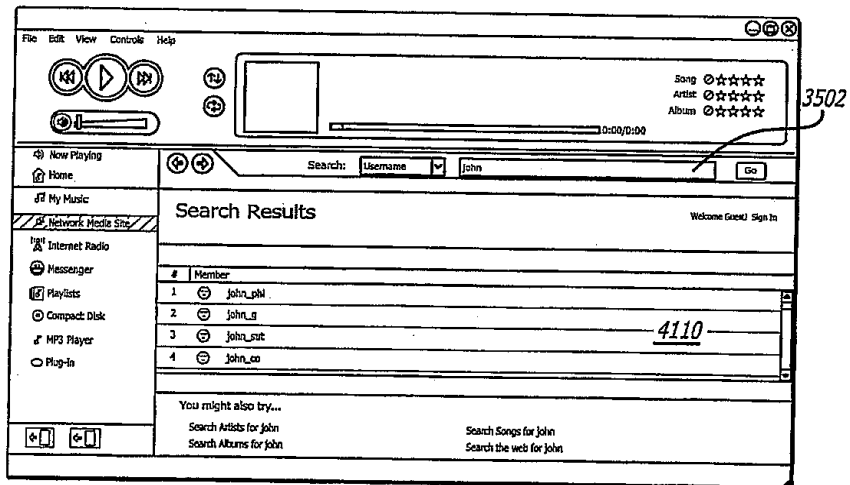 File Edit View Controls Help
Song
Artist
Album
3502
0:00/0:00
Now Playing
Home
My Music
Network Media Site
Internet Radio
Messenger
Playlists
Compact Disk
MP3 Player
Plug-In
Search: Username john Go
Search Results
Welcome Guest! Sign In
# Member
1 john_phl
2 john_g
3 john_sut
4 john_co
4110
You might also try...
Search Artists for john
Search Albums for john
Search Songs for john
Search the web for john